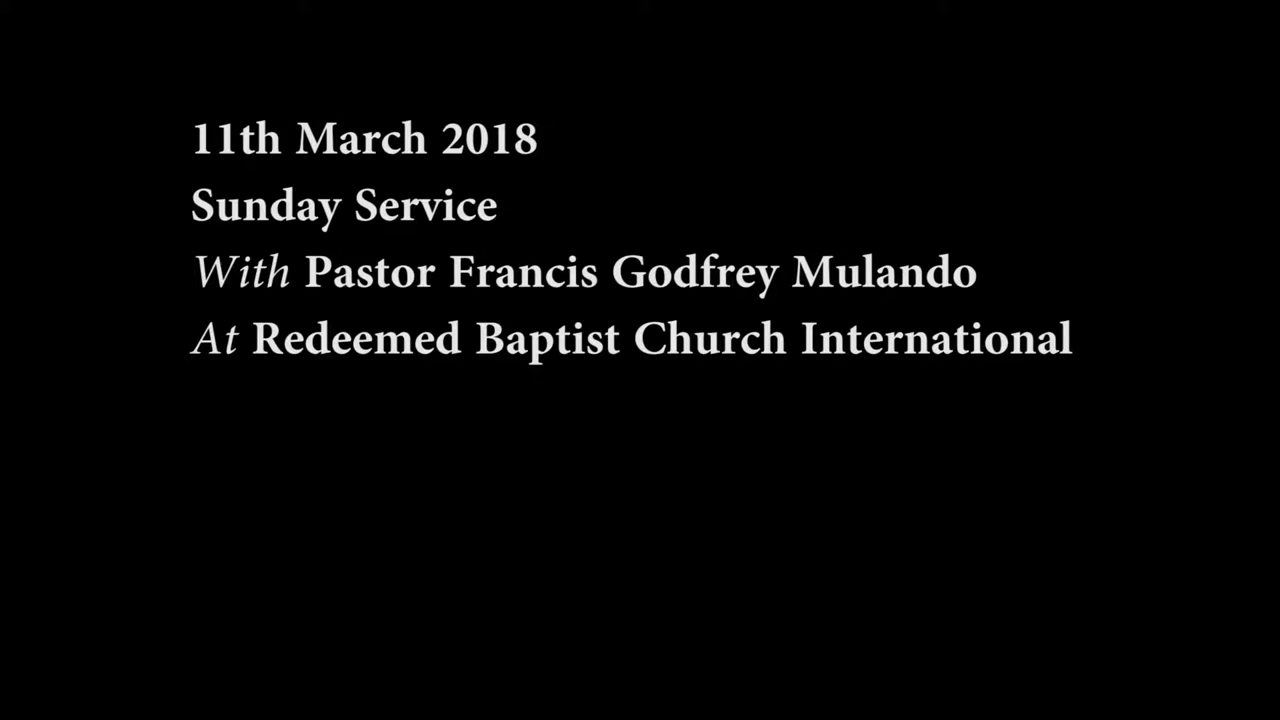 11th March 2018
Sunday Service
With Pastor Francis Godfrey Mulando
At Redeemed Baptist Church International